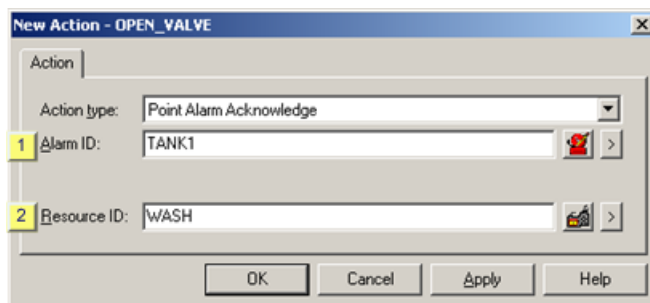 New Action - OPEN_VALVE
Action
Action type: Point Alarm Acknowledge
1 Alarm ID: TANK1 >
2 Resource ID: WASH >
OK Cancel Apply Help